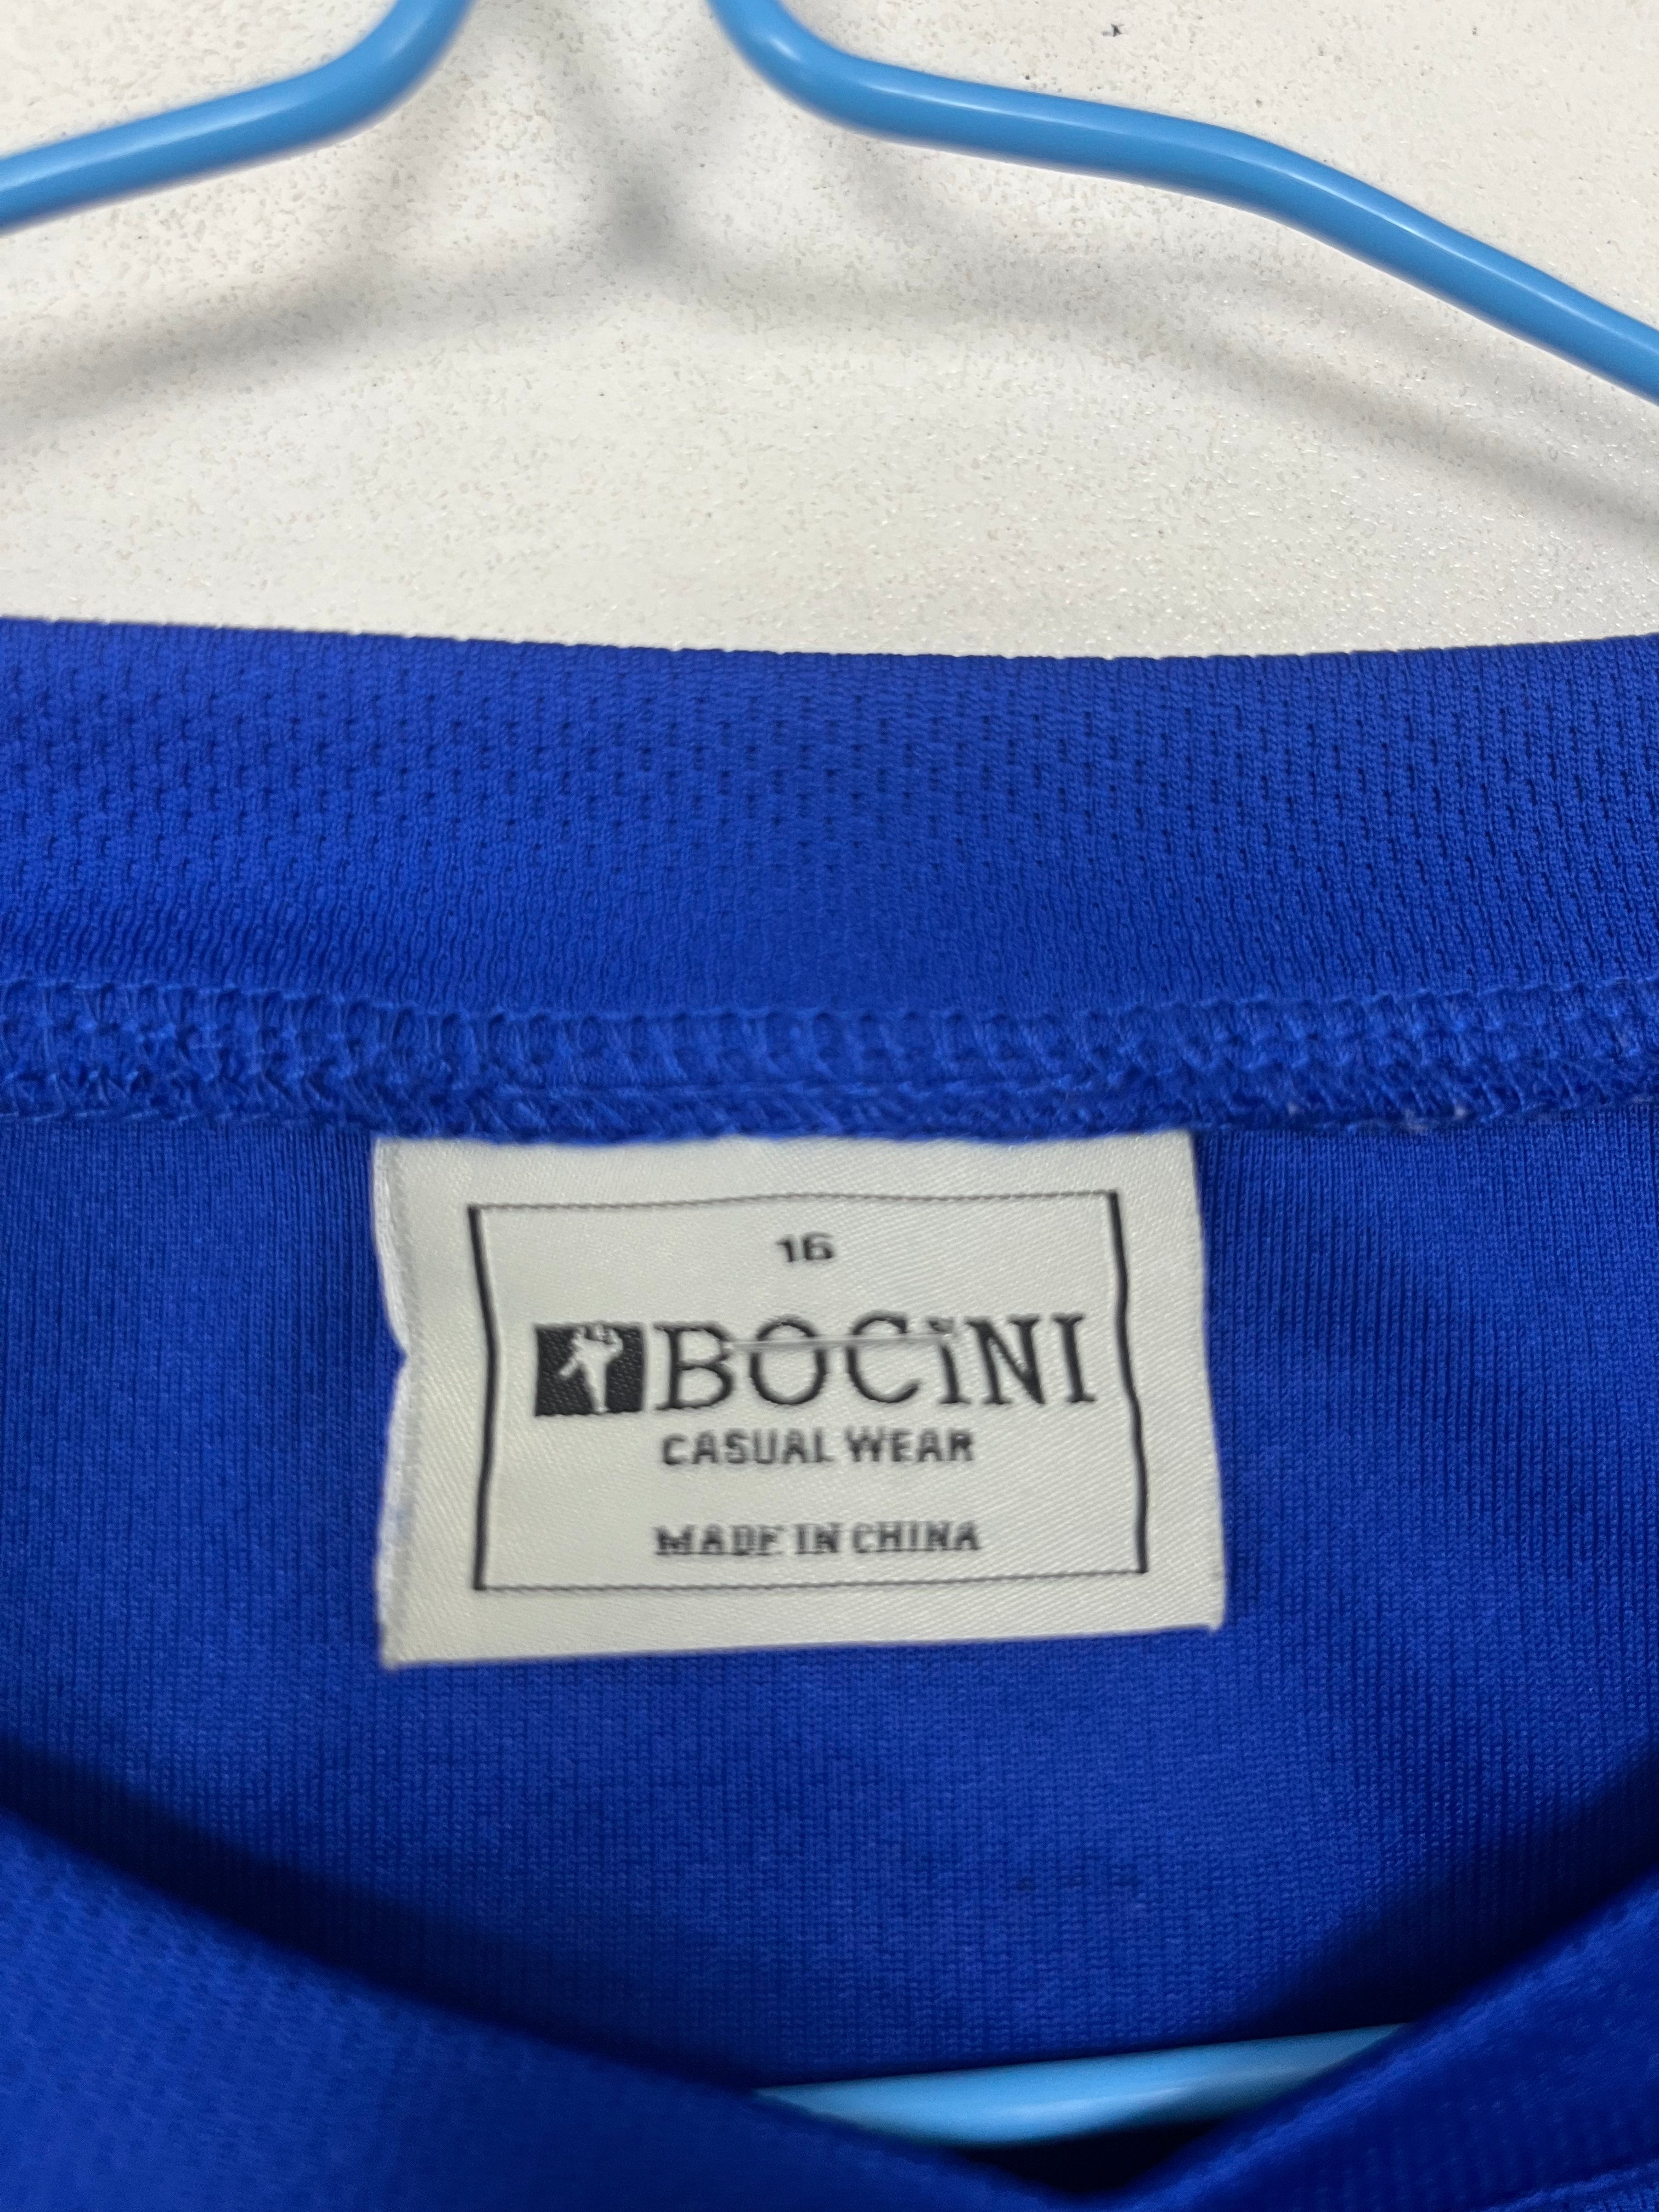 16
BOCiNI
CASUAL WEAR
MADE IN CHINA